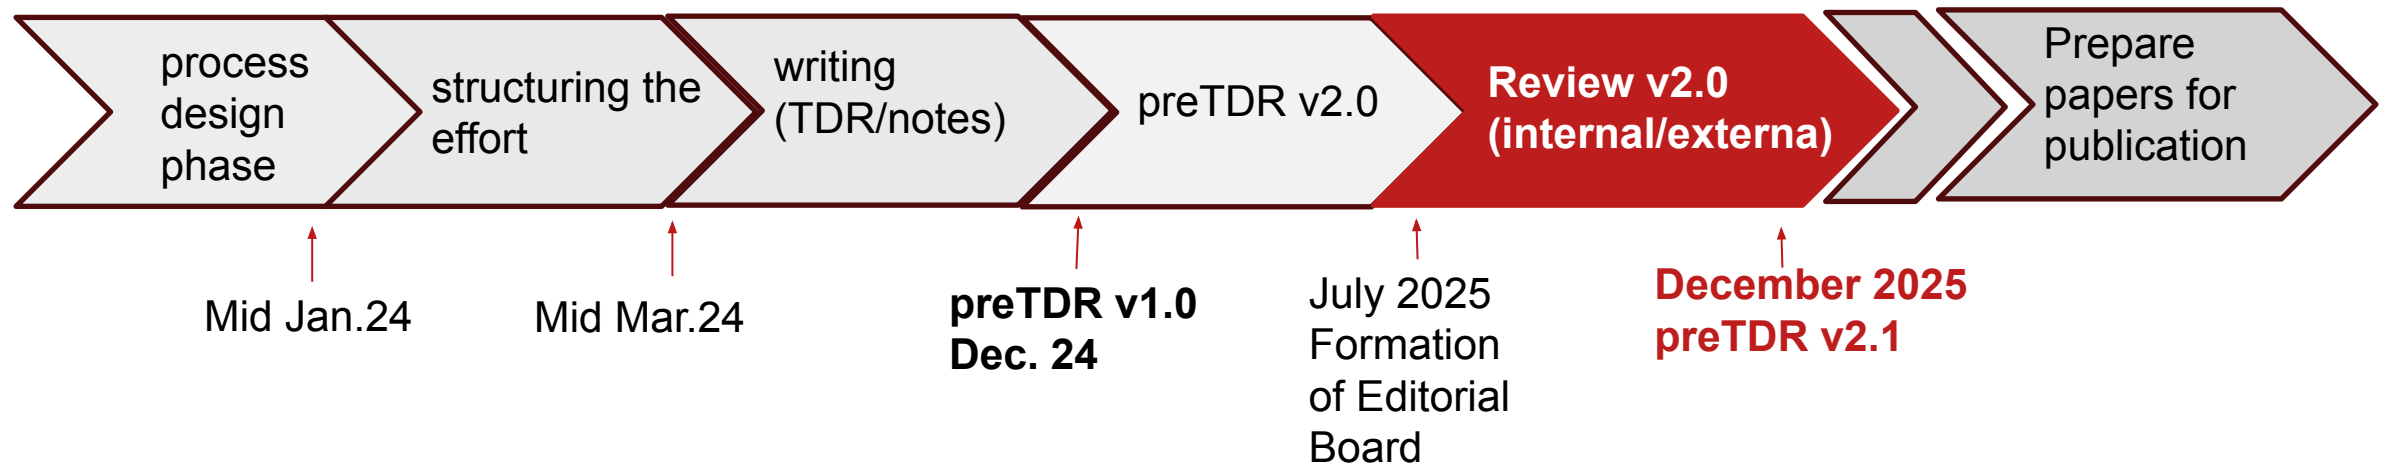 process
design
phase
structuring the
effort
writing
(TDR/notes)
preTDR v2.0
Review v2.0
(internal/externa)
Prepare
papers for
publication
Mid Jan.24
Mid Mar.24
preTDR v1.0
Dec. 24
July 2025
Formation
of Editorial
Board
December 2025
preTDR v2.1